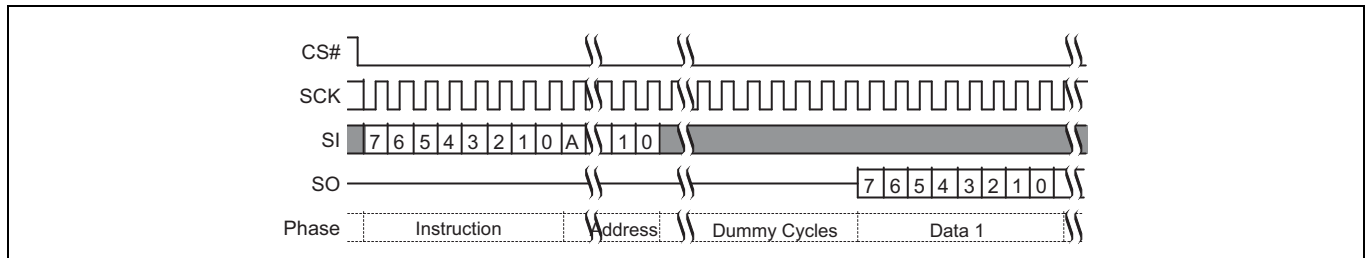 CS#
SCK
SI 7 6 5 4 3 2 1 0 A 1 0
SO 7 6 5 4 3 2 1 0
Phase Instruction Address Dummy Cycles Data 1